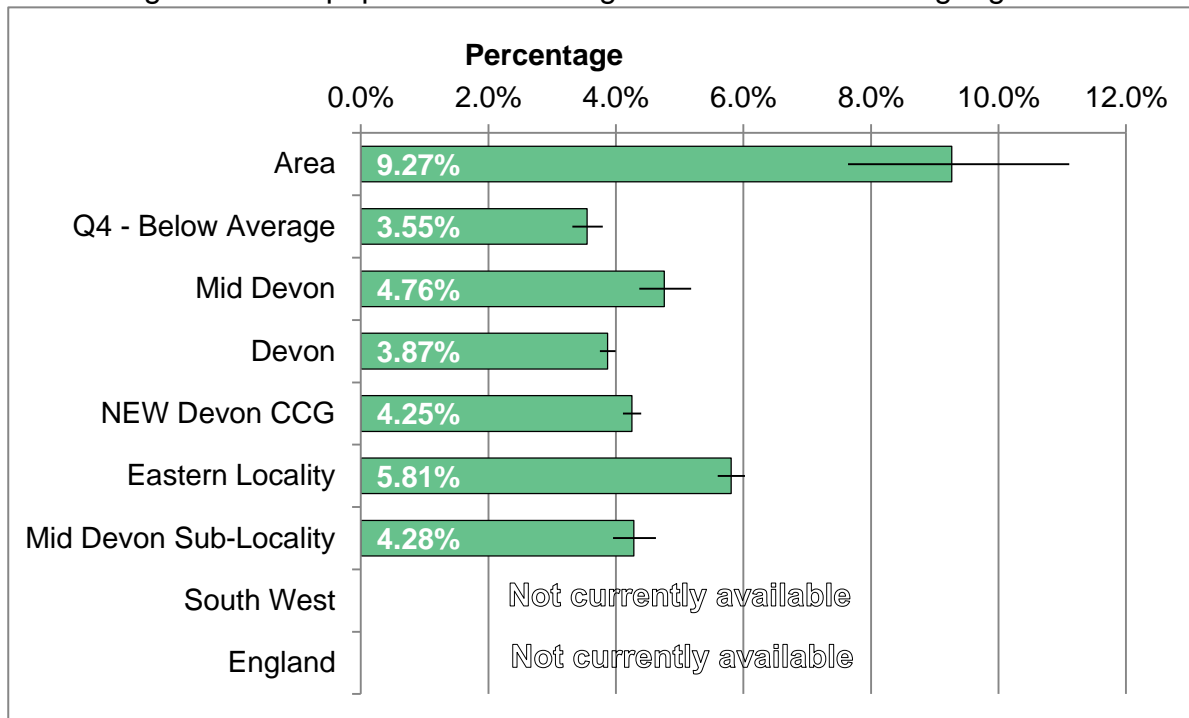 Percentage
0.0% 2.0% 4.0% 6.0% 8.0% 10.0% 12.0%
Area 9.27%
Q4 - Below Average 3.55%
Mid Devon 4.76%
Devon 3.87%
NEW Devon CCG 4.25%
Eastern Locality 5.81%
Mid Devon Sub-Locality 4.28%
South West Not currently available
England Not currently available